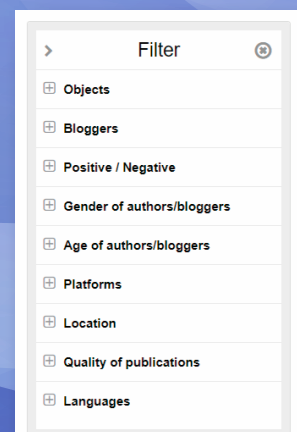 Filter
Objects
Bloggers
Positive / Negative
Gender of authors/bloggers
Age of authors/bloggers
Platforms
Location
Quality of publications
Languages